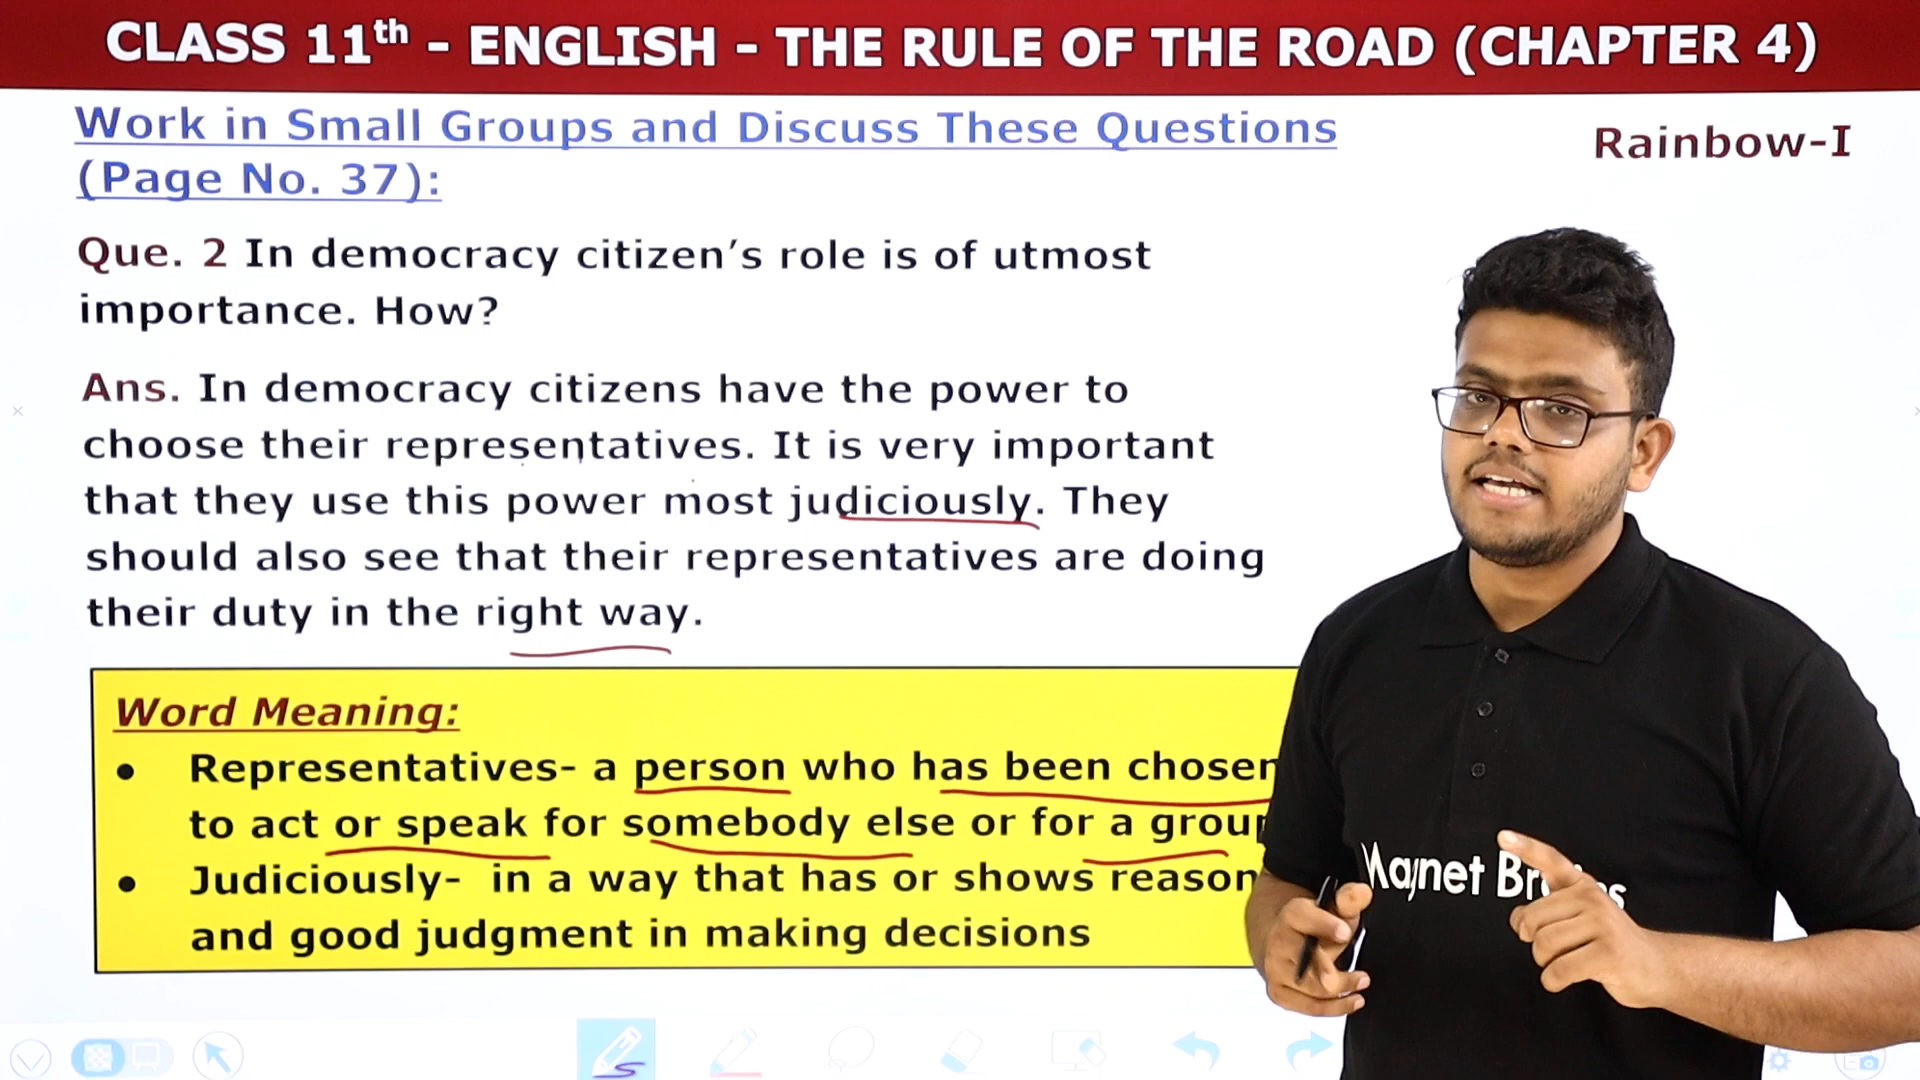 CLASS 11th - ENGLISH - THE RULE OF THE ROAD (CHAPTER 4)
Work in Small Groups and Discuss These Questions
(Page No. 37):
Rainbow-I
Que. 2 In democracy citizen’s role is of utmost
importance. How?
Ans. In democracy citizens have the power to
choose their representatives. It is very important
that they use this power most judiciously. They
should also see that their representatives are doing
their duty in the right way.
Word Meaning:
• Representatives- a person who has been chosen
to act or speak for somebody else or for a group
• Judiciously- in a way that has or shows reason
and good judgment in making decisions
Magnet Brains